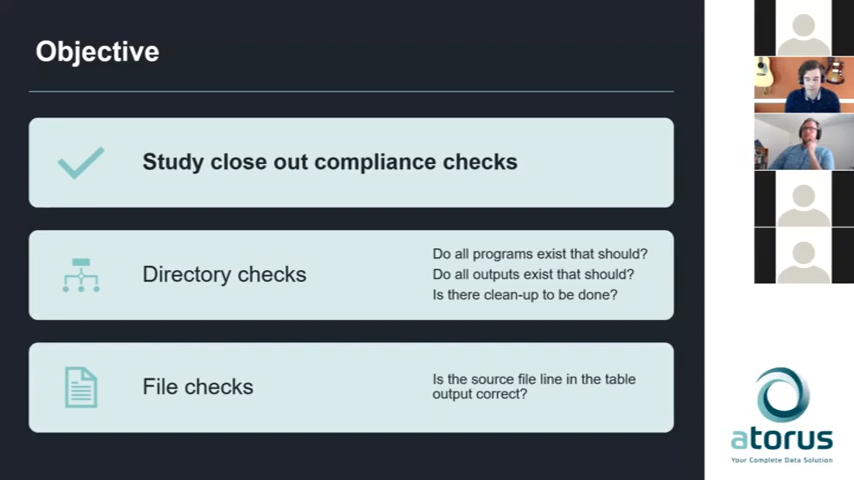 Objective
Study close out compliance checks
Directory checks
Do all programs exist that should?
Do all outputs exist that should?
Is there clean-up to be done?
File checks
Is the source file line in the table
output correct?
atorus
Your Complete Data Solution